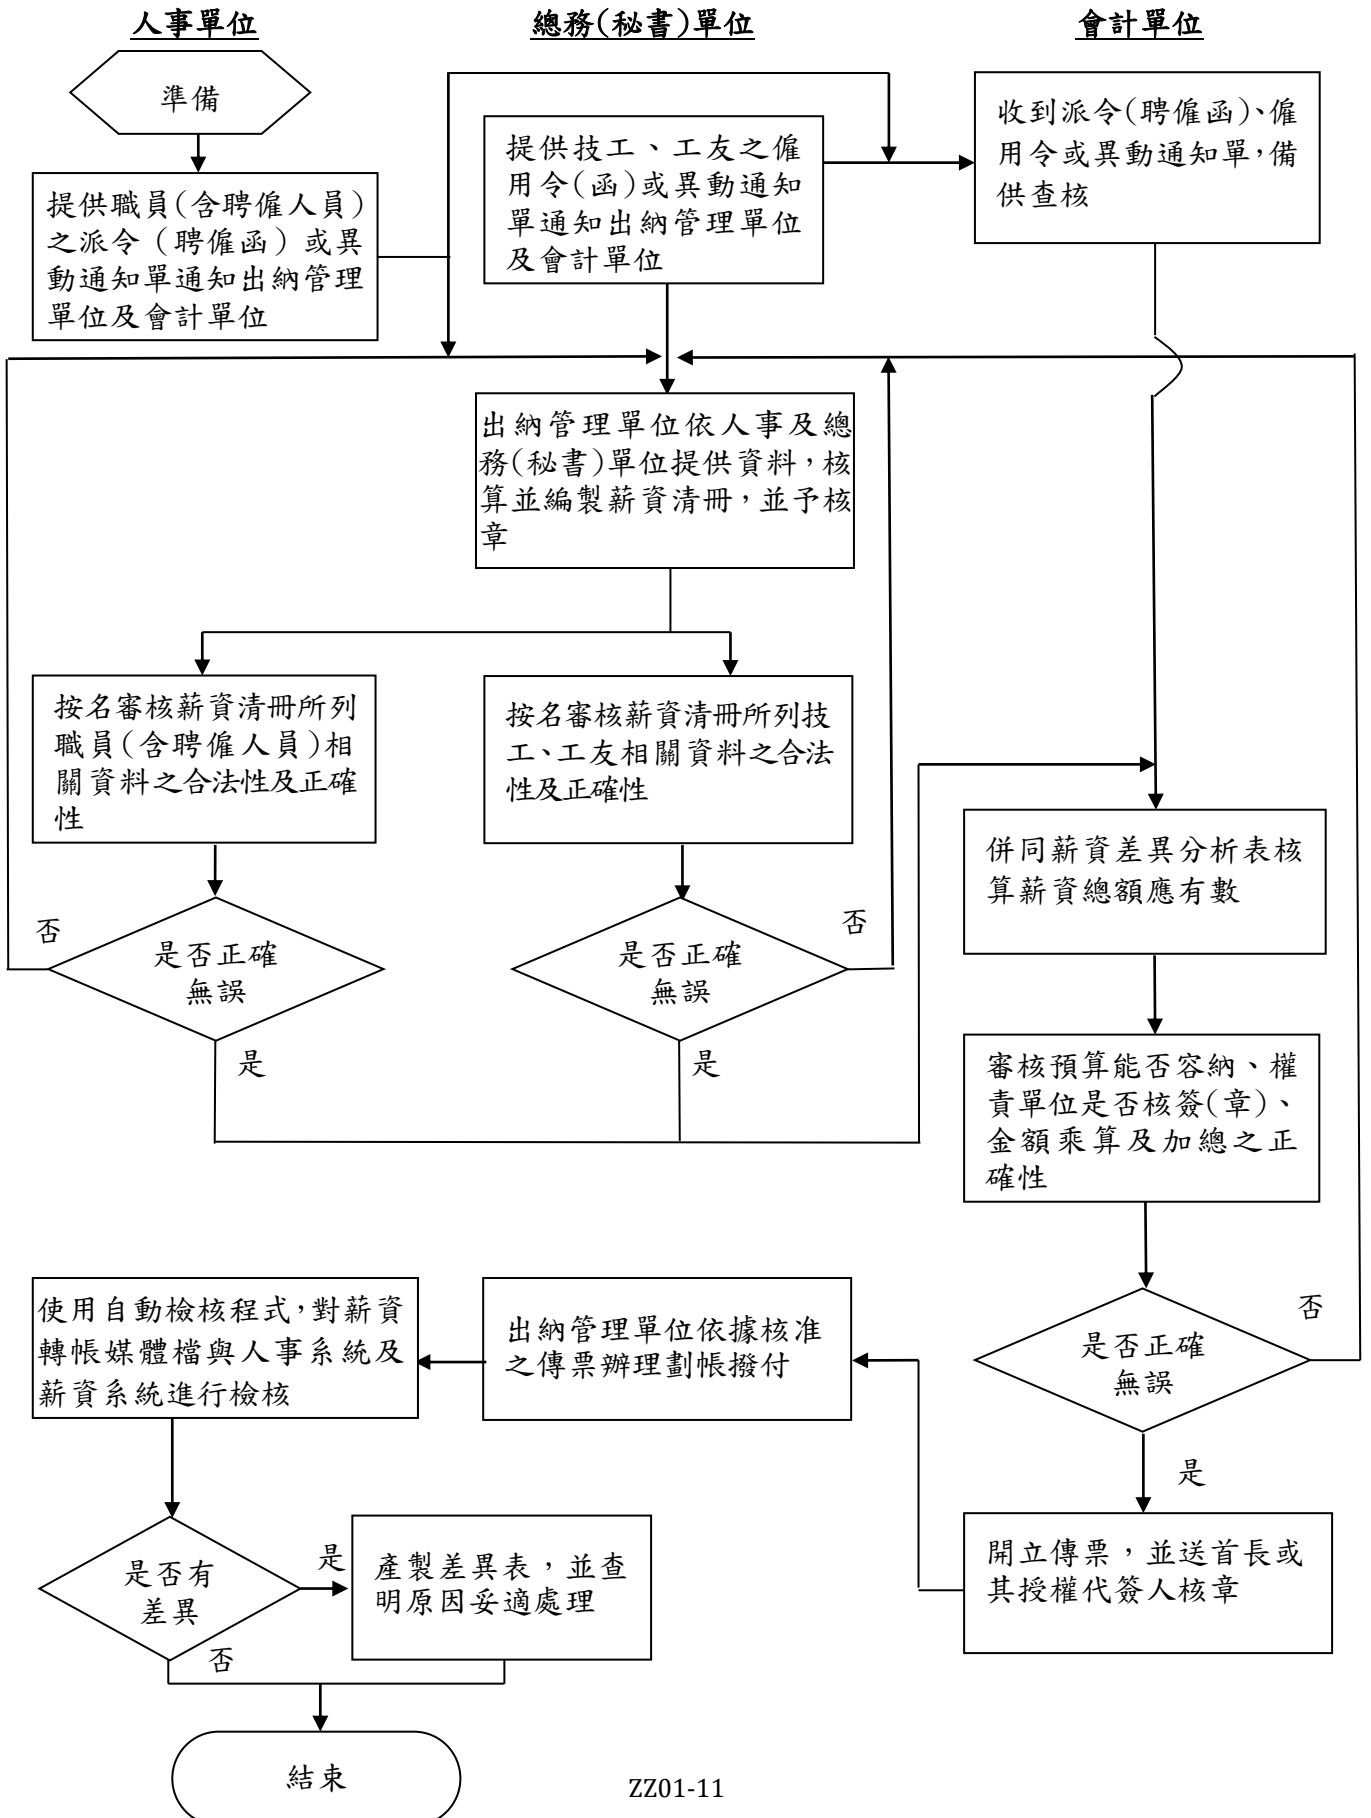 人事單位
總務(秘書)單位
會計單位
準備
提供職員(含聘僱人員)
之派令（聘僱函）或異
動通知單通知出納管理
單位及會計單位
提供技工、工友之僱
用令(函)或異動通知
單通知出納管理單位
及會計單位
收到派令(聘僱函)、僱
用令或異動通知單，備
供查核
出納管理單位依人事及總
務(秘書)單位提供資料，核
算並編製薪資清冊，並予核
章
按名審核薪資清冊所列
職員(含聘僱人員)相
關資料之合法性及正確
性
按名審核薪資清冊所列技
工、工友相關資料之合法
性及正確性
併同薪資差異分析表核
算薪資總額應有數
否
是否正確
無誤
是
否
是否正確
無誤
是
審核預算能否容納、權
責單位是否核簽(章)、
金額乘算及加總之正
確性
否
是否正確
無誤
是
開立傳票，並送首長或
其授權代簽人核章
出納管理單位依據核准
之傳票辦理劃帳撥付
使用自動檢核程式，對薪資
轉帳媒體檔與人事系統及
薪資系統進行檢核
是否有
差異
是
產製差異表，並查
明原因妥適處理
否
結束
ZZ01-11